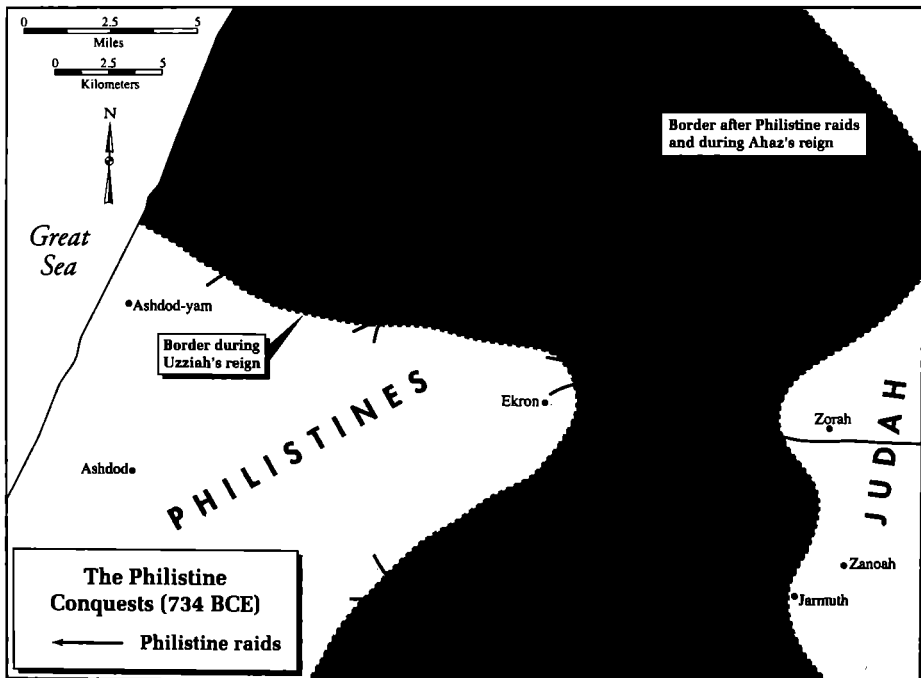 0 2.5 5
Miles
0 2.5 5
Kilometers
N
Border after Philistine raids
and during Ahaz's reign
Great
Sea
Ashdod-yam
Border during
Uzziah's reign
PHILISTINES
Ekron
Zorah
JUDAH
Ashdod
Zanoah
Jarmuth
The Philistine
Conquests (734 BCE)
Philistine raids